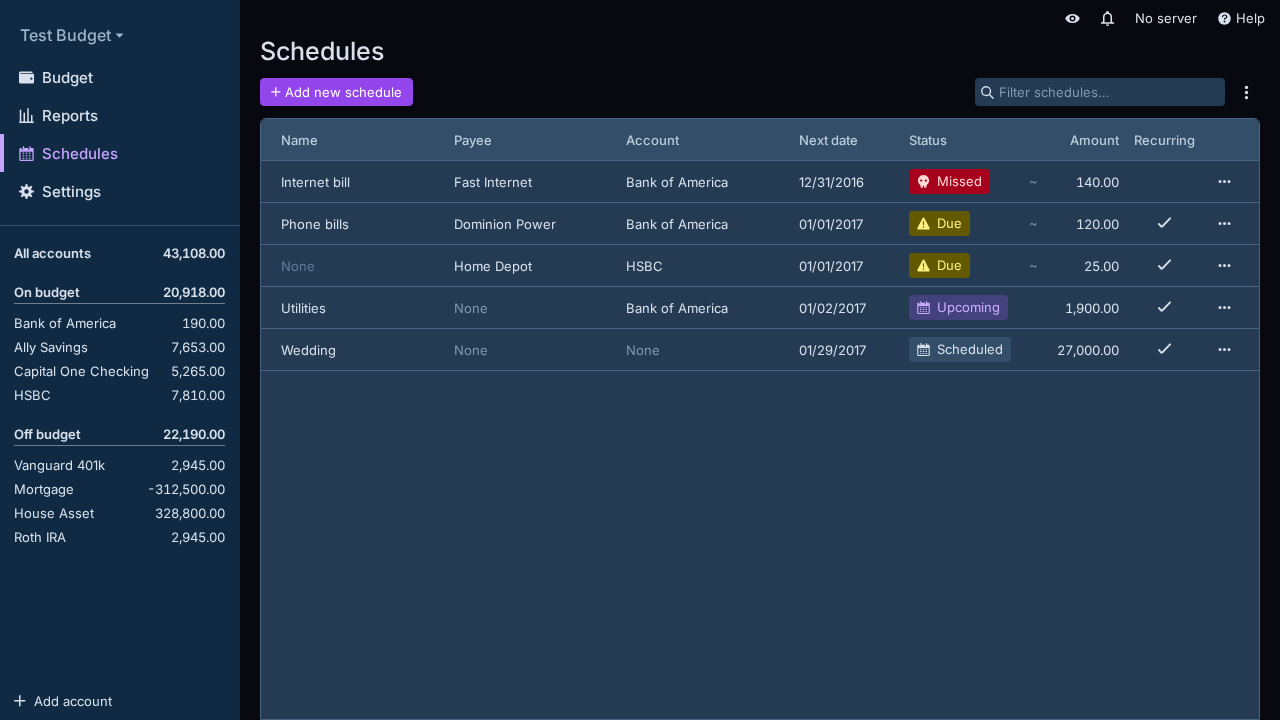 Test Budget
Budget
Reports
Schedules
Settings
All accounts 43,108.00
On budget 20,918.00
Bank of America 190.00
Ally Savings 7,653.00
Capital One Checking 5,265.00
HSBC 7,810.00
Off budget 22,190.00
Vanguard 401k 2,945.00
Mortgage -312,500.00
House Asset 328,800.00
Roth IRA 2,945.00
Add account
No server Help
Schedules
Add new schedule
Filter schedules...
Name Payee Account Next date Status Amount Recurring
Internet bill Fast Internet Bank of America 12/31/2016 Missed ~ 140.00
Phone bills Dominion Power Bank of America 01/01/2017 Due ~ 120.00
None Home Depot HSBC 01/01/2017 Due ~ 25.00
Utilities None Bank of America 01/02/2017 Upcoming 1,900.00
Wedding None None 01/29/2017 Scheduled 27,000.00